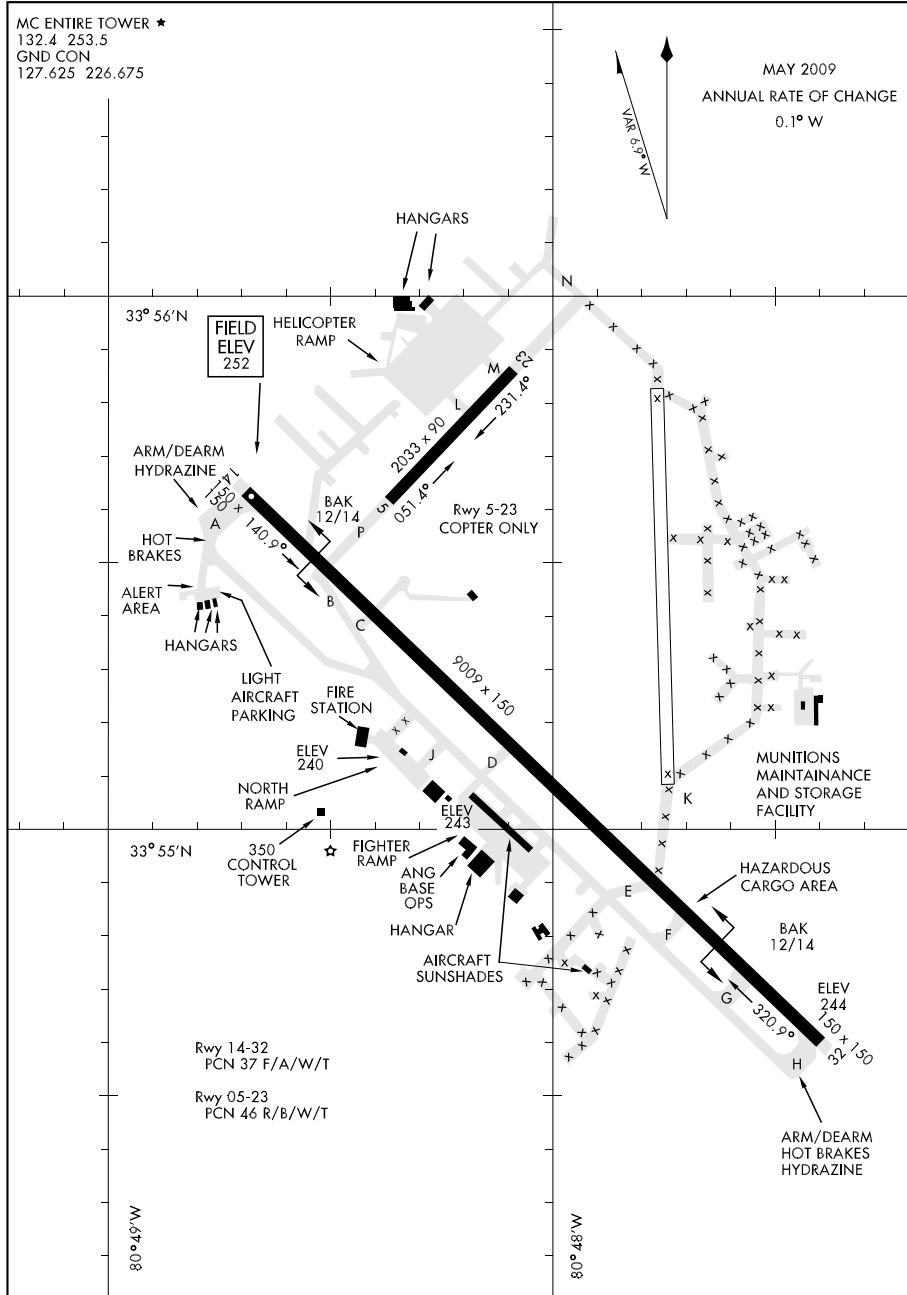 MC ENTIRE TOWER ★
132.4 253.5
GND CON
127.625 226.675
MAY 2009
ANNUAL RATE OF CHANGE
0.1° W
VAR 6.9° W
HANGARS
N
33° 56'N
FIELD
ELEV
252
HELICOPTER
RAMP
M
23
L
2033 x 90
231.4°
051.4°
5
ARM/DEARM
HYDRAZINE
14
150 x
150
140.9°
A
BAK
12/14
P
Rwy 5-23
COPTER ONLY
HOT
BRAKES
ALERT
AREA
B
C
HANGARS
LIGHT
AIRCRAFT
PARKING
9009 x 150
FIRE
STATION
ELEV
240
J
D
NORTH
RAMP
MUNITIONS
MAINTAINANCE
AND STORAGE
FACILITY
K
ELEV
243
33° 55'N
350
CONTROL
TOWER
FIGHTER
RAMP
ANG
BASE
OPS
HANGAR
HAZARDOUS
CARGO AREA
E
F
BAK
12/14
AIRCRAFT
SUNSHADES
G
320.9°
ELEV
244
150 x 150
32
H
Rwy 14-32
PCN 37 F/A/W/T
Rwy 05-23
PCN 46 R/B/W/T
ARM/DEARM
HOT BRAKES
HYDRAZINE
80° 49'W
80° 48'W